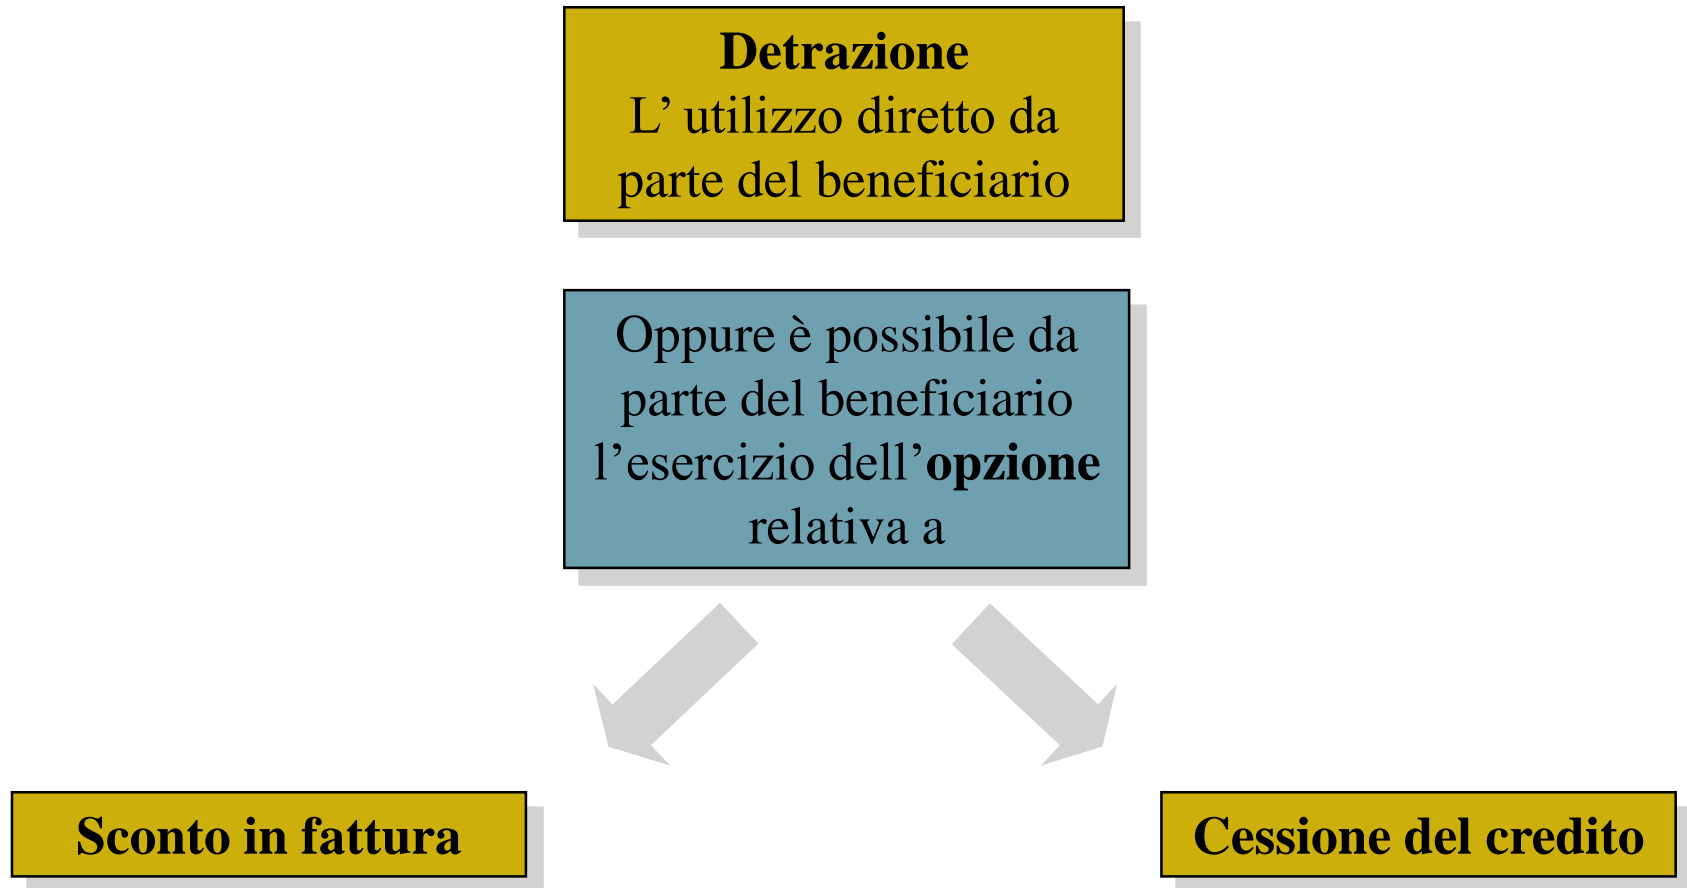 Detrazione
L’ utilizzo diretto da
parte del beneficiario
Oppure è possibile da
parte del beneficiario
l’esercizio dell’opzione
relativa a
Sconto in fattura
Cessione del credito